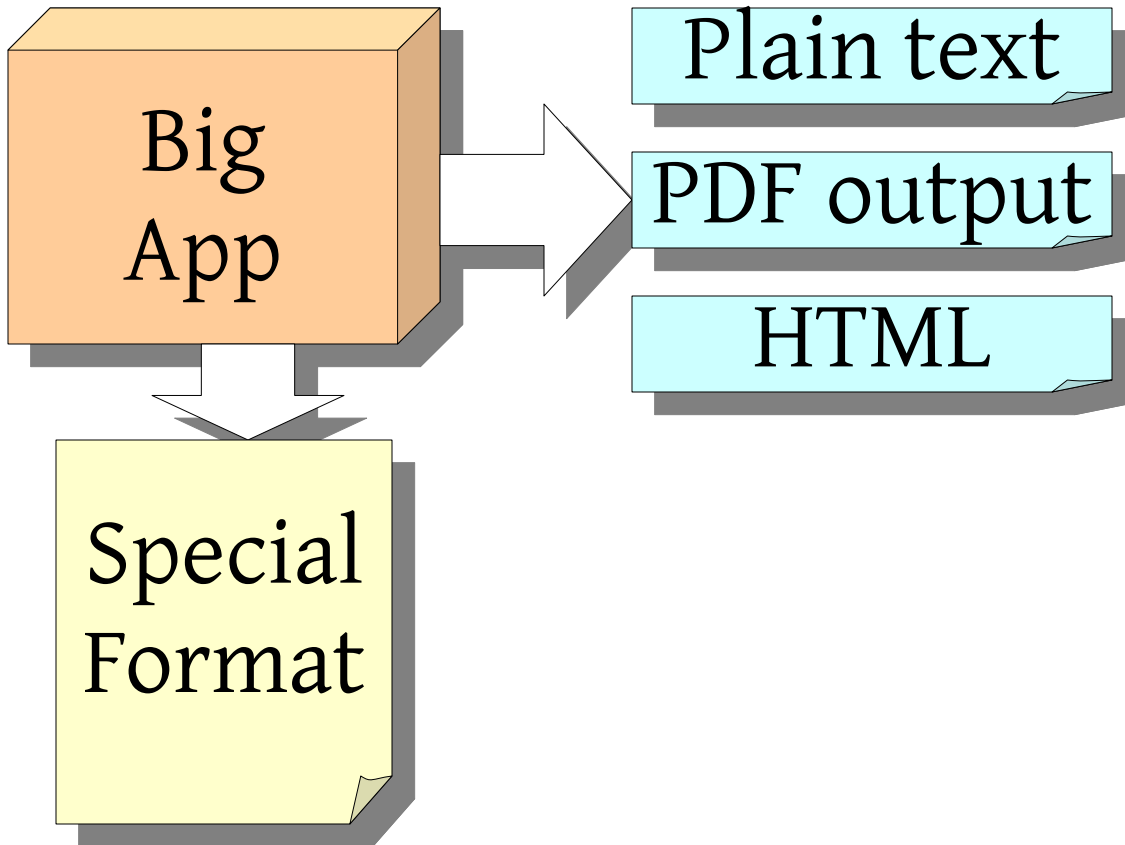 Big
App
Plain text
PDF output
HTML
Special
Format